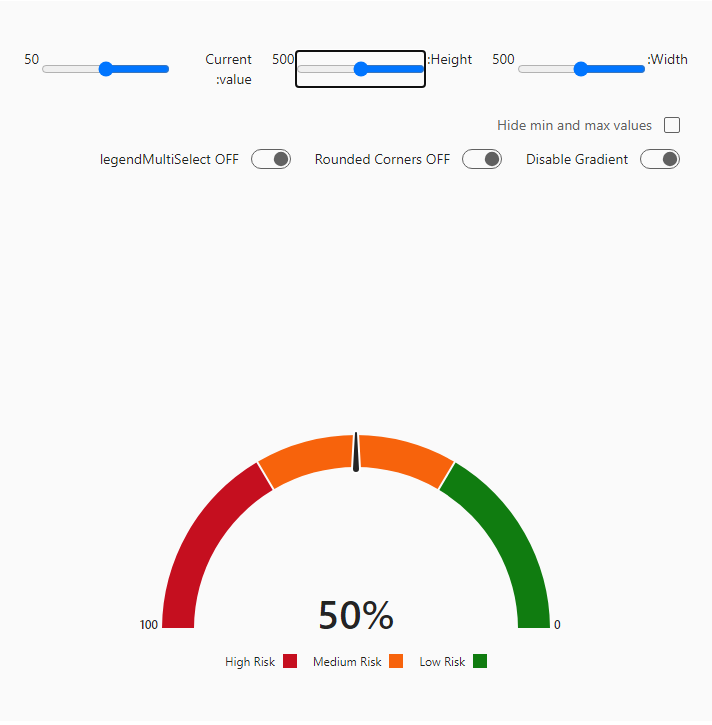 Width: 500
Height: 500
Current value: 50
Hide min and max values
Disable Gradient
Rounded Corners OFF
legendMultiSelect OFF
50%
100
0
Low Risk
Medium Risk
High Risk